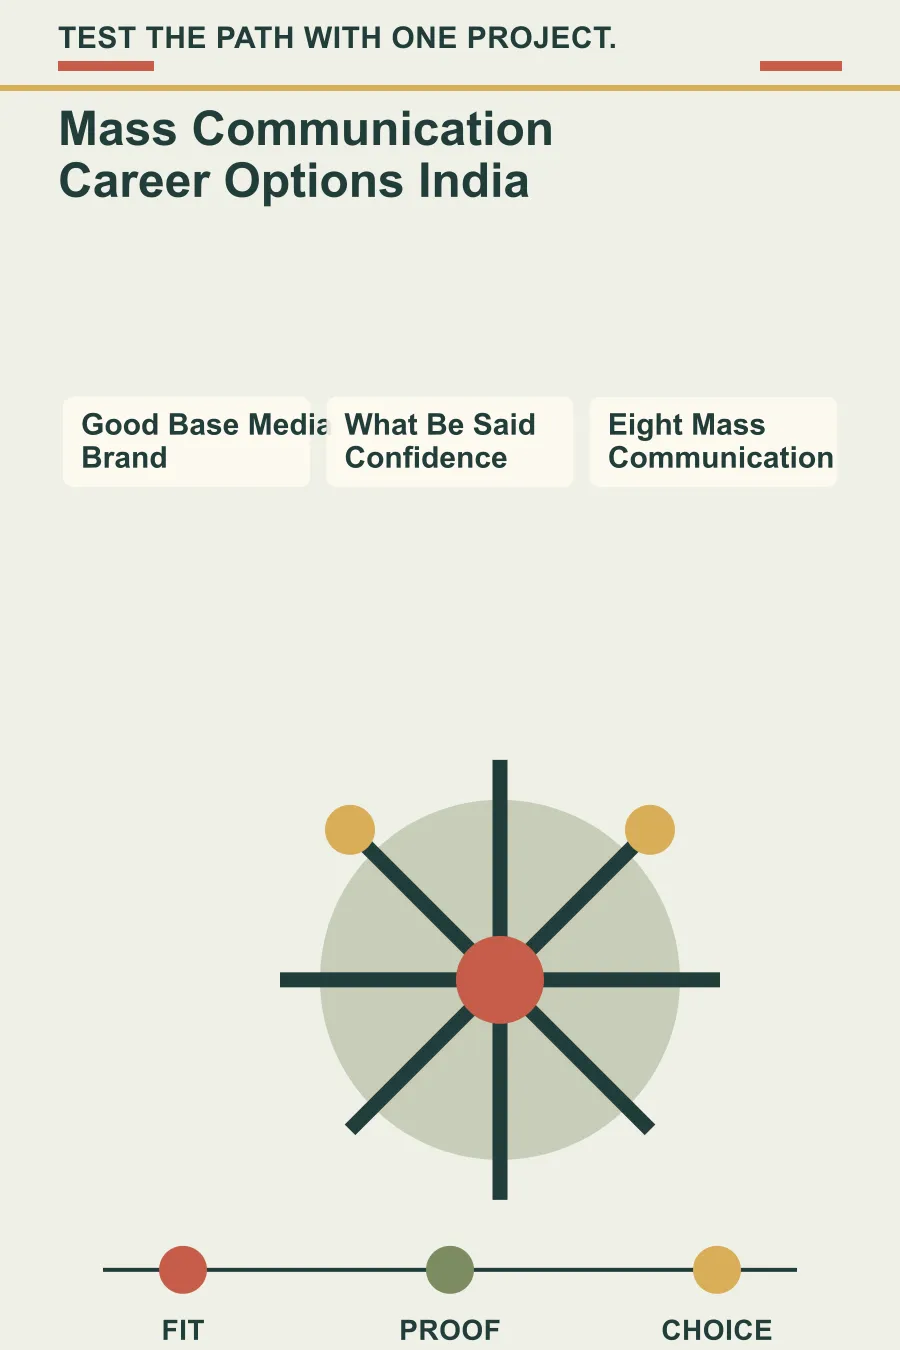 TEST THE PATH WITH ONE PROJECT.
Mass Communication
Career Options India
Good Base Media
Brand
What Be Said
Confidence
Eight Mass
Communication
FIT
PROOF
CHOICE